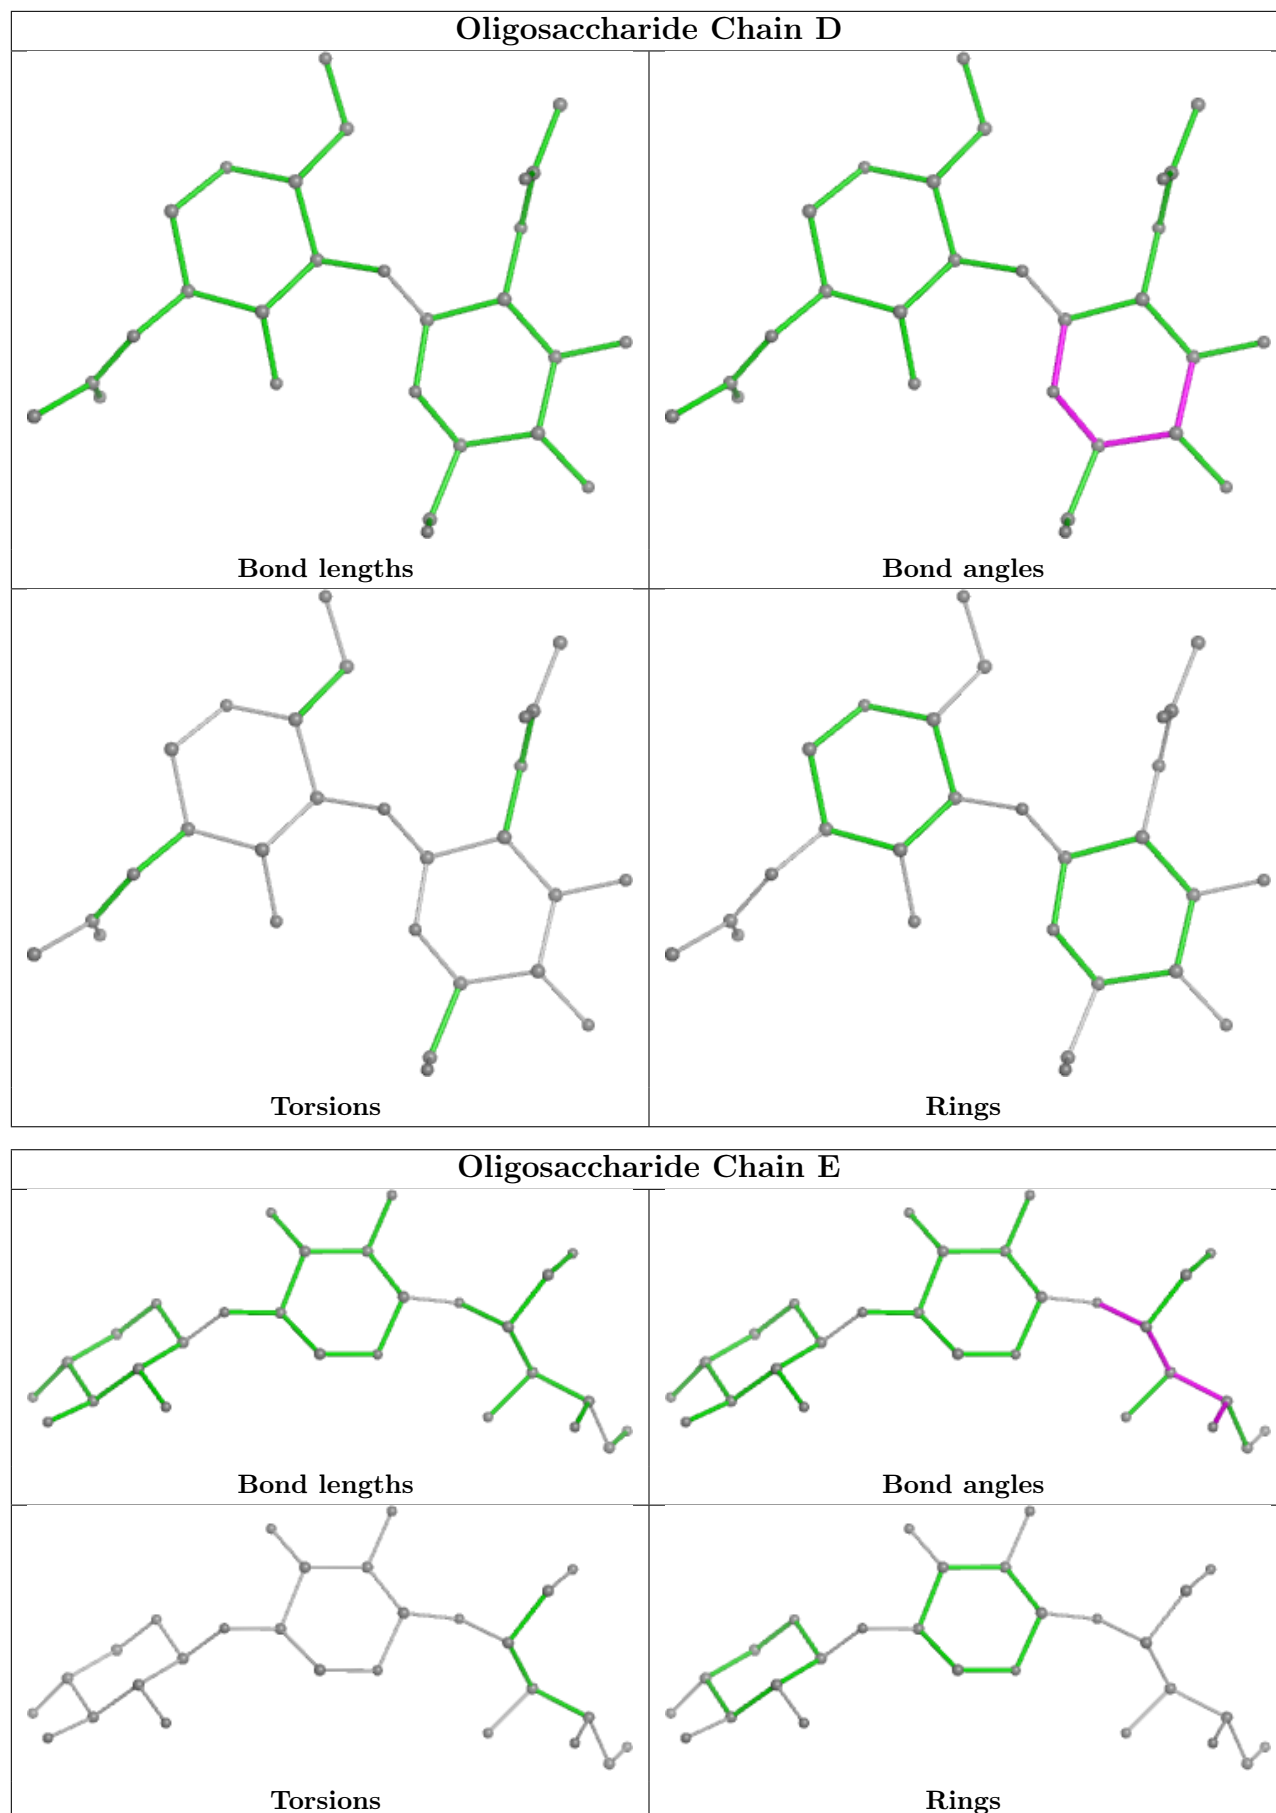 Oligosaccharide Chain D
Bond lengths
Bond angles
Torsions
Rings
Oligosaccharide Chain E
Bond lengths
Bond angles
Torsions
Rings